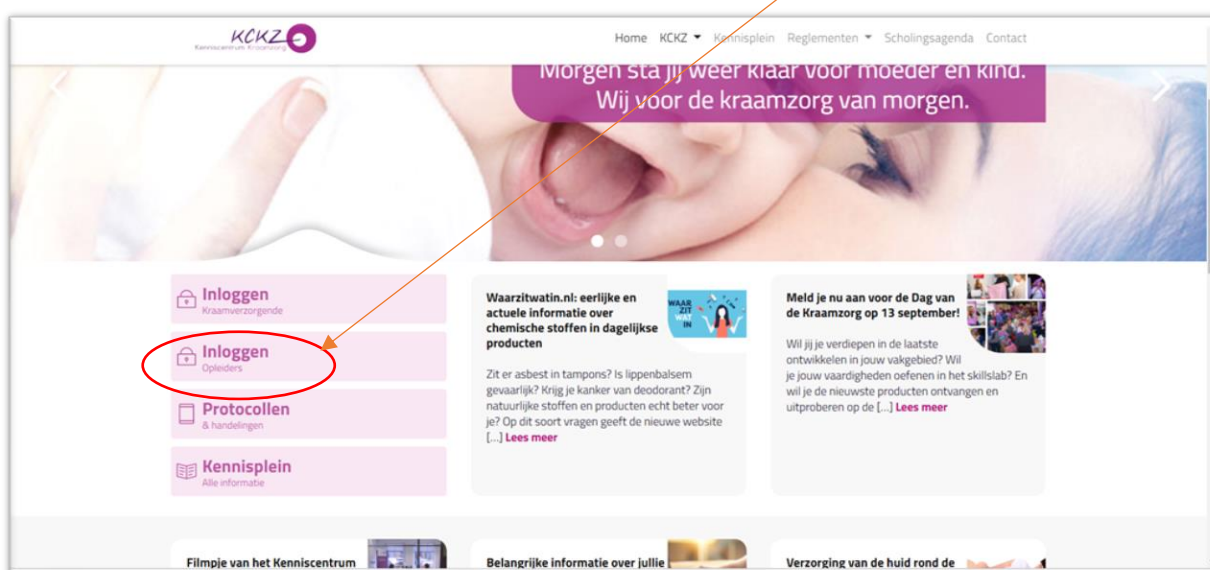 KCKZ
Kenniscentrum Kraamzorg
Home KCKZ Kennisplein Reglementen Scholingsagenda Contact
Morgen sta jij weer klaar voor moeder en kind.
Wij voor de kraamzorg van morgen.
Inloggen
Kraamverzorgende
Inloggen
Opleiders
Protocollen
& handelingen
Kennisplein
Alle informatie
Waarzitwatin.nl: eerlijke en
actuele informatie over
chemische stoffen in dagelijkse
producten
WAAR
ZIT
WAT
IN
Zit er asbest in tampons? Is lippenbalsem
gevaarlijk? Krijg je kanker van deodorant? Zijn
natuurlijke stoffen en producten echt beter voor
je? Op dit soort vragen geeft de nieuwe website
[...] Lees meer
Meld je nu aan voor de Dag van
de Kraamzorg op 13 september!
Wil jij je verdiepen in de laatste
ontwikkelen in jouw vakgebied? Wil
je jouw vaardigheden oefenen in het skillslab? En
wil je de nieuwste producten ontvangen en
uitproberen op de [...] Lees meer
Filmpje van het Kenniscentrum
Belangrijke informatie over jullie
Verzorging van de huid rond de